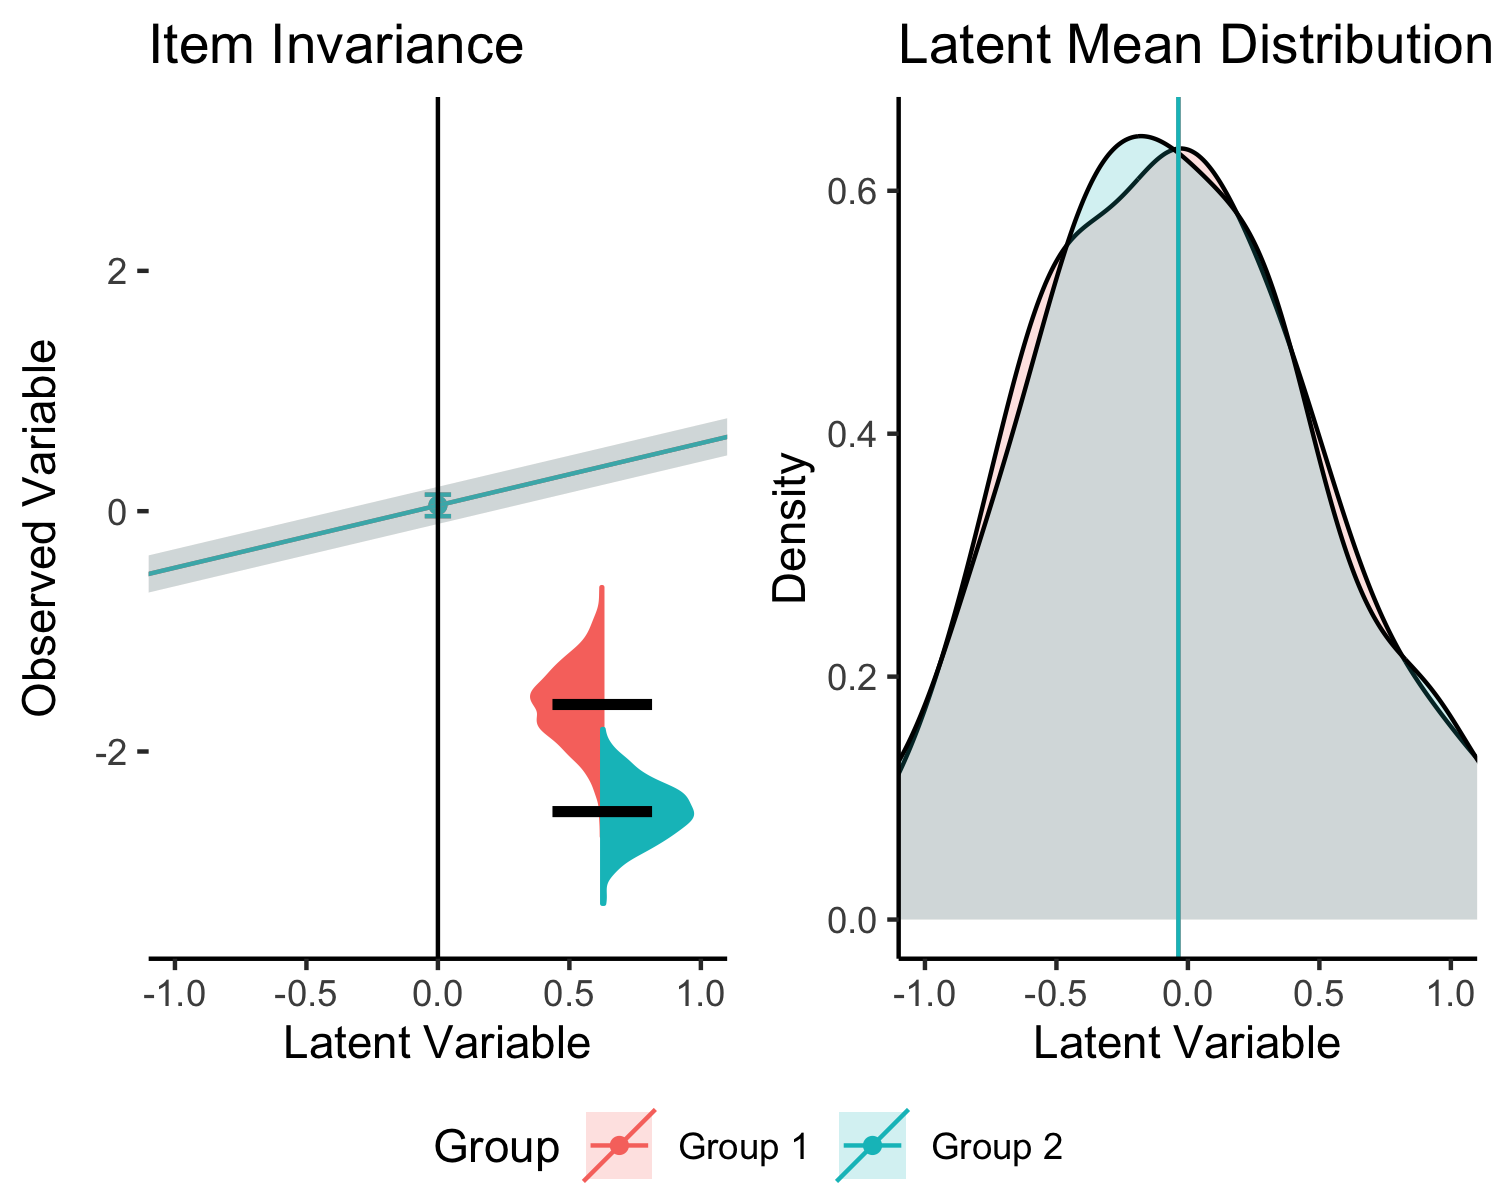 Item Invariance
Latent Mean Distribution
Observed Variable
2
0
-2
-1.0 -0.5 0.0 0.5 1.0
Latent Variable
Density
0.6
0.4
0.2
0.0
-1.0 -0.5 0.0 0.5 1.0
Latent Variable
Group Group 1 Group 2